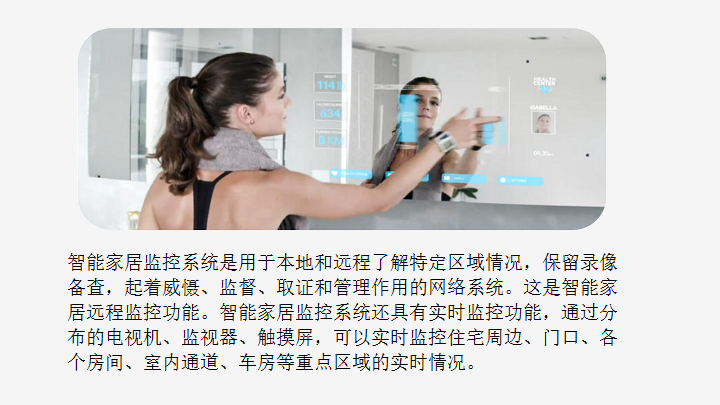 114
634
HEALTH
CENTER
ISABELLA
智能家居监控系统是用于本地和远程了解特定区域情况，保留录像
备查，起着威慑、监督、取证和管理作用的网络系统。这是智能家
居远程监控功能。智能家居监控系统还具有实时监控功能，通过分
布的电视机、监视器、触摸屏，可以实时监控住宅周边、门口、各
个房间、室内通道、车房等重点区域的实时情况。